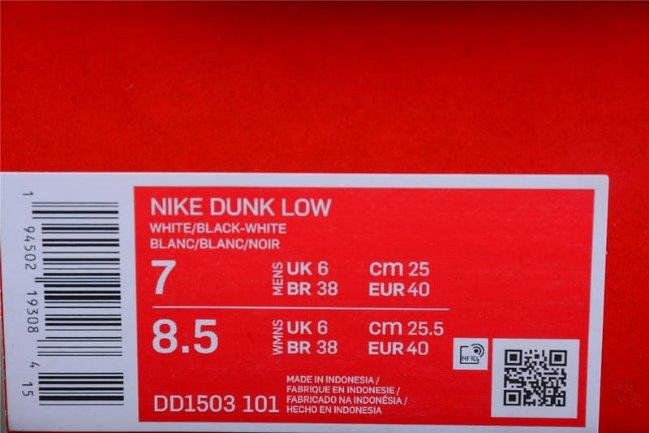 NIKE DUNK LOW
WHITE/BLACK-WHITE
BLANC/BLANC/NOIR
7 MENS UK 6 cm 25
BR 38 EUR 40
8.5 WMNS UK 6 cm 25.5
BR 38 EUR 40
RFID
DD1503 101
MADE IN INDONESIA /
FABRIQUE EN INDONESIE /
FABRICADO NA INDONÉSIA /
HECHO EN INDONESIA
1 94502 19308 4 15